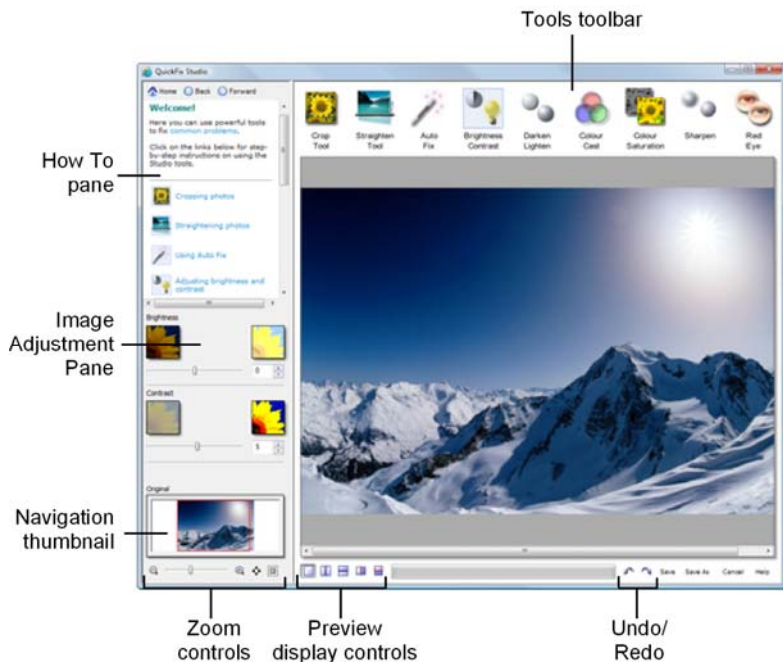 Tools toolbar
QuickFix Studio
Home Back Forward
Welcome!
Here you can use powerful tools
to fix common problems.
Click on the links below for step-
by-step instructions on using the
Studio tools.
Cropping photos
Straightening photos
Using Auto Fix
Adjusting brightness and
contrast
How To
pane
Crop
Tool
Straighten
Tool
Auto
Fix
Brightness
Contrast
Darken
Lighten
Colour
Cast
Colour
Saturation
Sharpen
Red
Eye
Image
Adjustment
Pane
Brightness
0
Contrast
5
Navigation
thumbnail
Original
Save Save As Cancel Help
Zoom
controls
Preview
display controls
Undo/
Redo